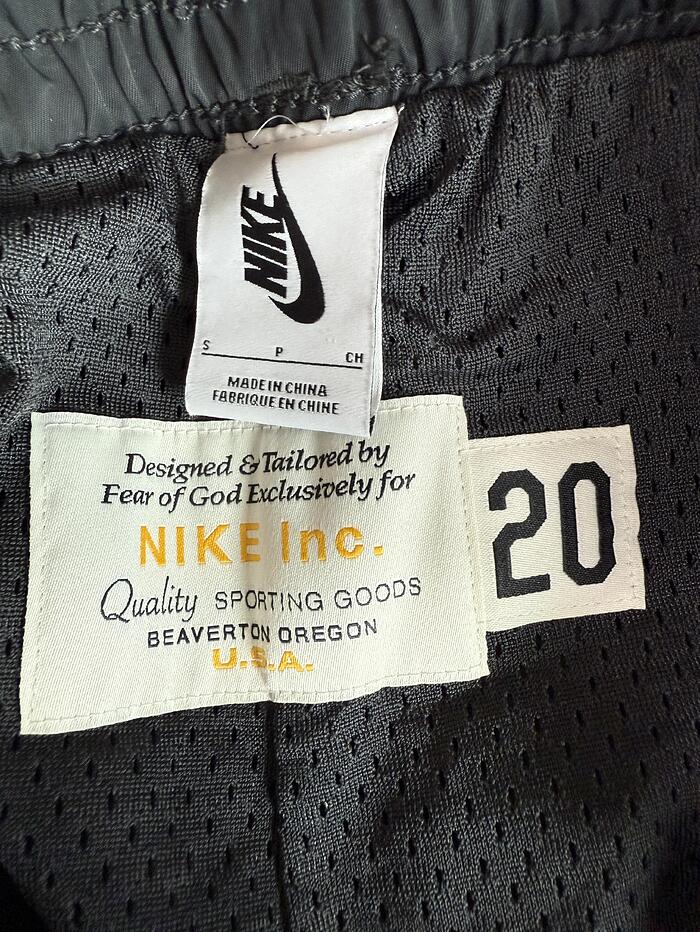 NIKE
S P CH
MADE IN CHINA
FABRIQUE EN CHINE
Designed & Tailored by
Fear of God Exclusively for
NIKE Inc.
Quality SPORTING GOODS
BEAVERTON OREGON
U.S.A.
20